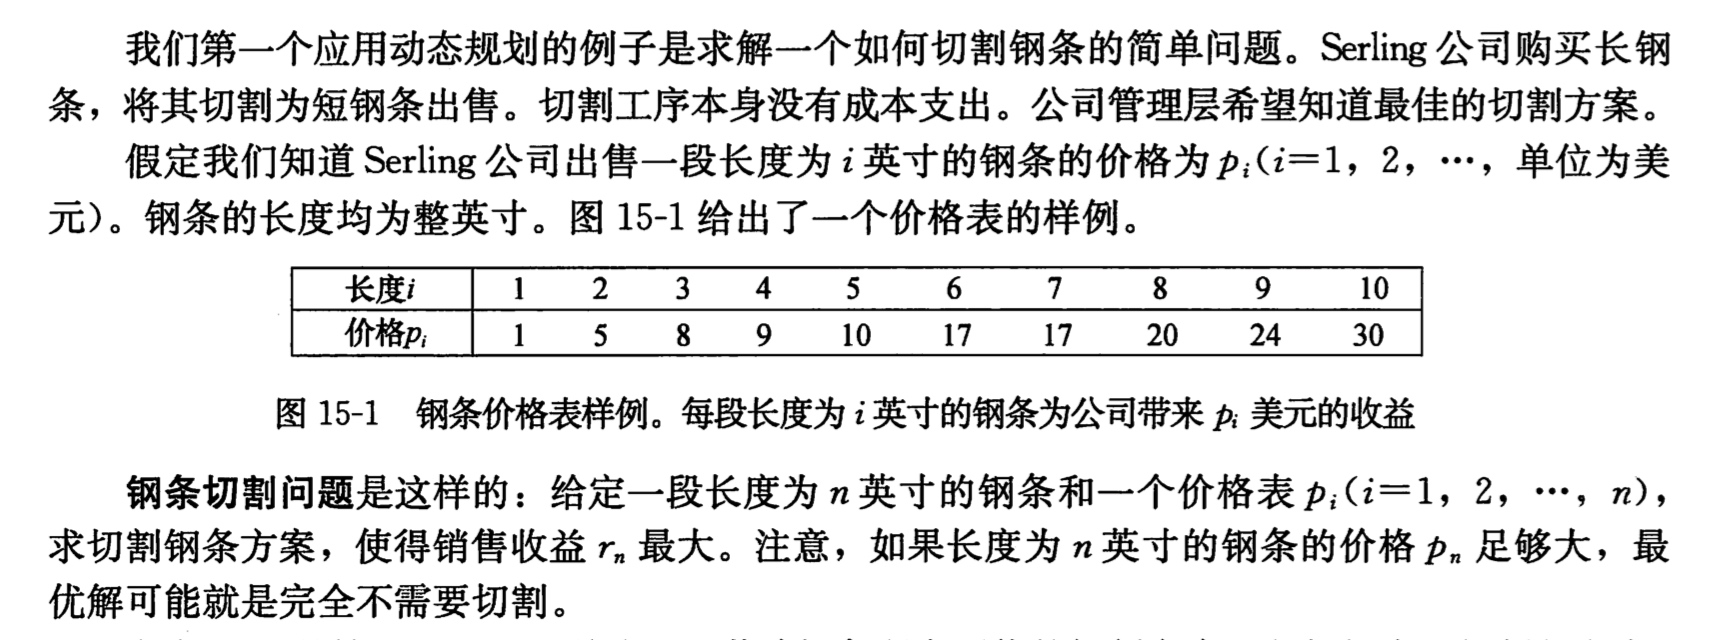 我们第一个应用动态规划的例子是求解一个如何切割钢条的简单问题。Serling 公司购买长钢
条，将其切割为短钢条出售。切割工序本身没有成本支出。公司管理层希望知道最佳的切割方案。
假定我们知道 Serling 公司出售一段长度为 i 英寸的钢条的价格为 pᵢ(i=1，2，…，单位为美
元)。钢条的长度均为整英寸。图 15-1 给出了一个价格表的样例。
长度i 1 2 3 4 5 6 7 8 9 10
价格pᵢ 1 5 8 9 10 17 17 20 24 30
图 15-1 钢条价格表样例。每段长度为 i 英寸的钢条为公司带来 pᵢ 美元的收益
钢条切割问题是这样的：给定一段长度为 n 英寸的钢条和一个价格表 pᵢ(i=1，2，…，n)，
求切割钢条方案，使得销售收益 rₙ 最大。注意，如果长度为 n 英寸的钢条的价格 pₙ 足够大，最
优解可能就是完全不需要切割。